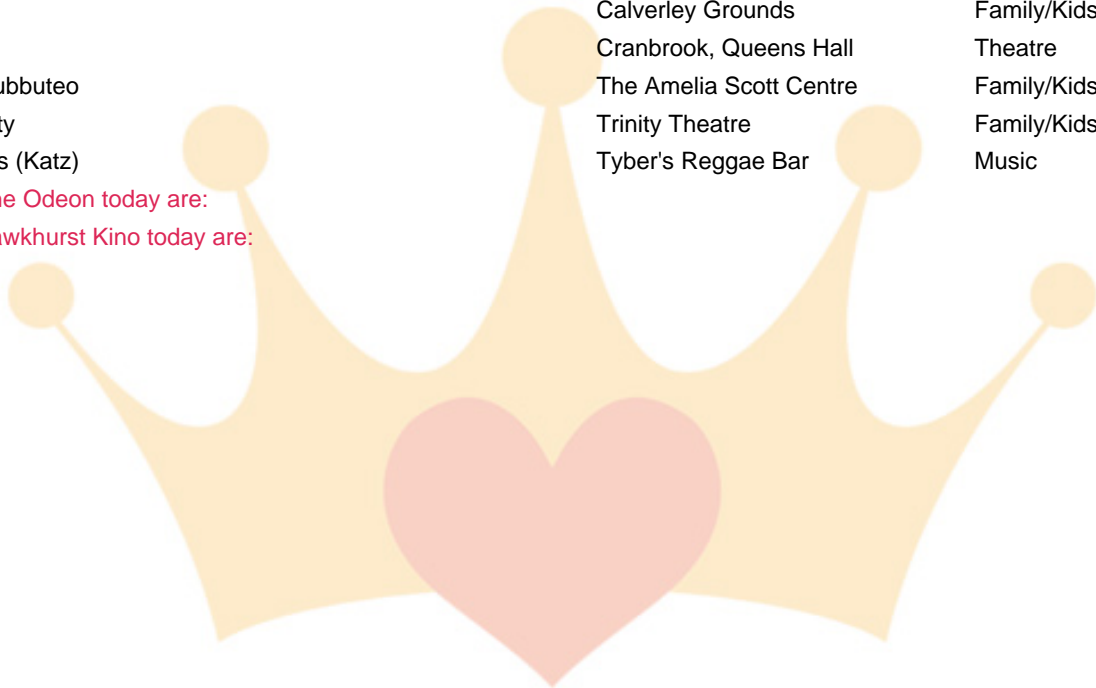 Calverley Grounds Family/Kids
Cranbrook, Queens Hall Theatre
ubbuteo The Amelia Scott Centre Family/Kids
ty Trinity Theatre Family/Kids
s (Katz) Tyber's Reggae Bar Music
ne Odeon today are:
awkhurst Kino today are: